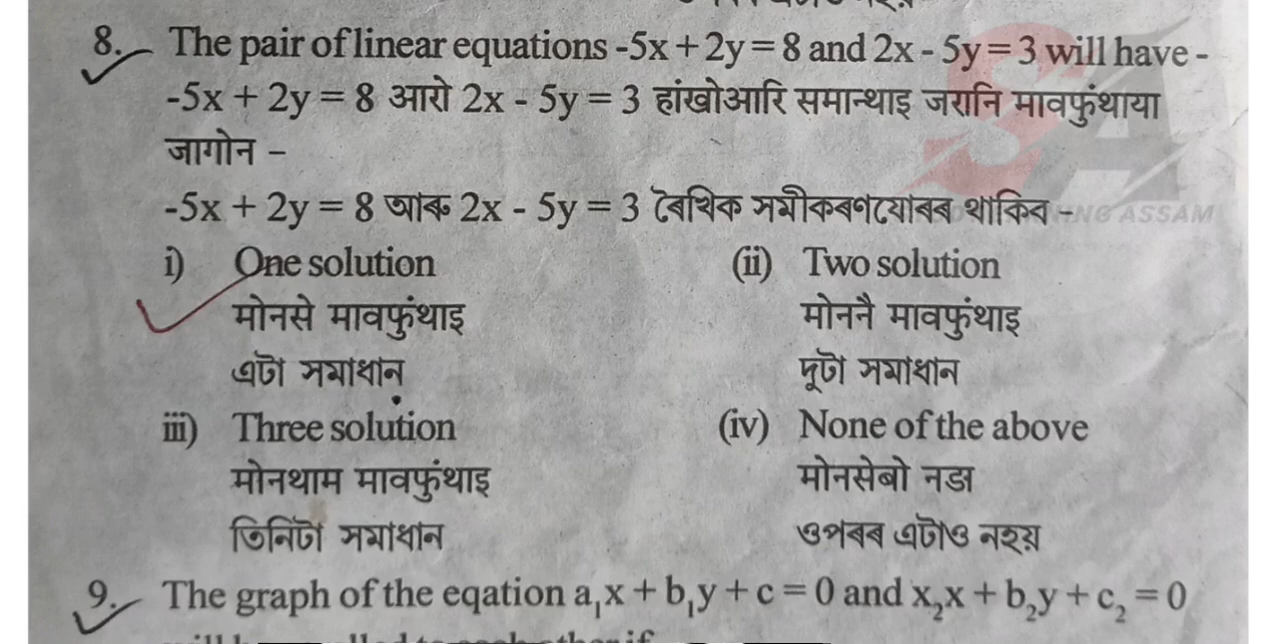 8. The pair of linear equations -5x + 2y = 8 and 2x - 5y = 3 will have -
-5x + 2y = 8 आरो 2x - 5y = 3 हांखोआरि समान्थाइ जरानि मावफुंथाया
जागोन –
-5x + 2y = 8 আৰু 2x - 5y = 3 ৰৈখিক সমীকৰণযোৰৰ থাকিব –
i) One solution (ii) Two solution
मोनसे मावफुंथाइ मोननै मावफुंथाइ
এটা সমাধান দুটা সমাধান
iii) Three solution (iv) None of the above
मोनथाम मावफुंथाइ मोनसेबो नङा
তিনিটা সমাধান ওপৰৰ এটাও নহয়
9. The graph of the eqation a₁x + b₁y + c = 0 and x₂x + b₂y + c₂ = 0